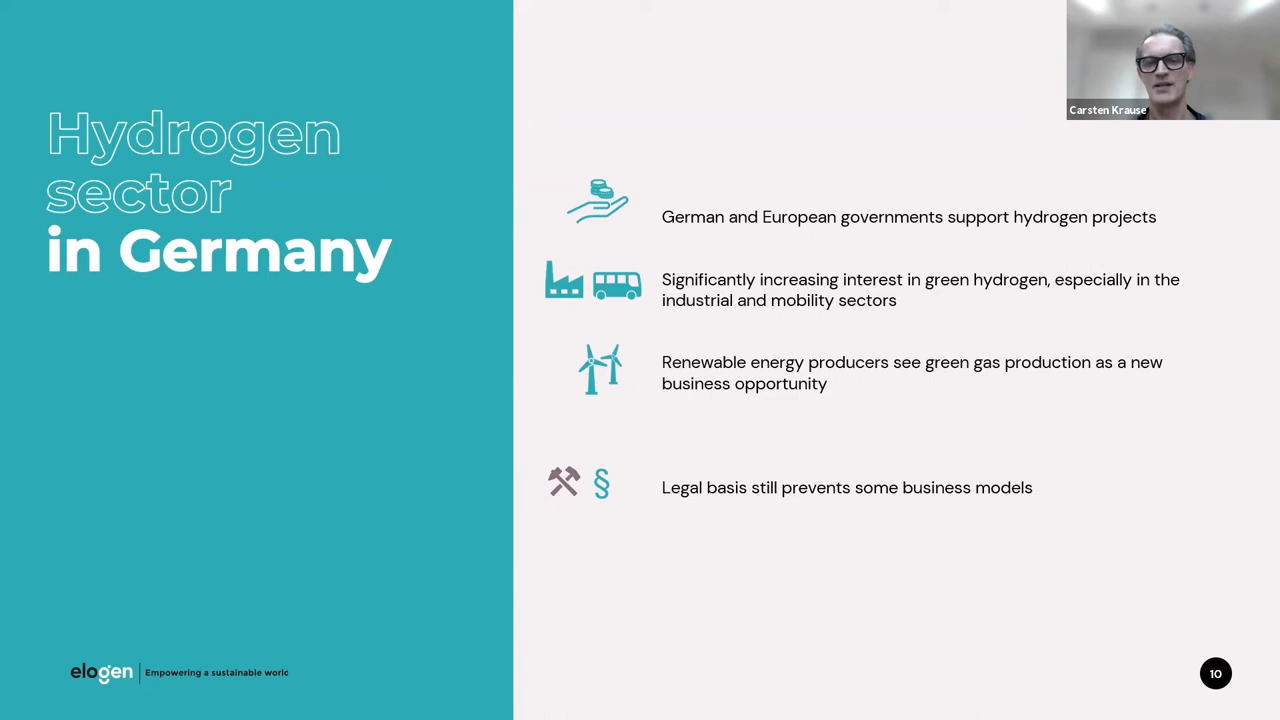 Hydrogen
sector
in Germany
Carsten Krause
German and European governments support hydrogen projects
Significantly increasing interest in green hydrogen, especially in the
industrial and mobility sectors
Renewable energy producers see green gas production as a new
business opportunity
§
Legal basis still prevents some business models
elogen
Empowering a sustainable world
10